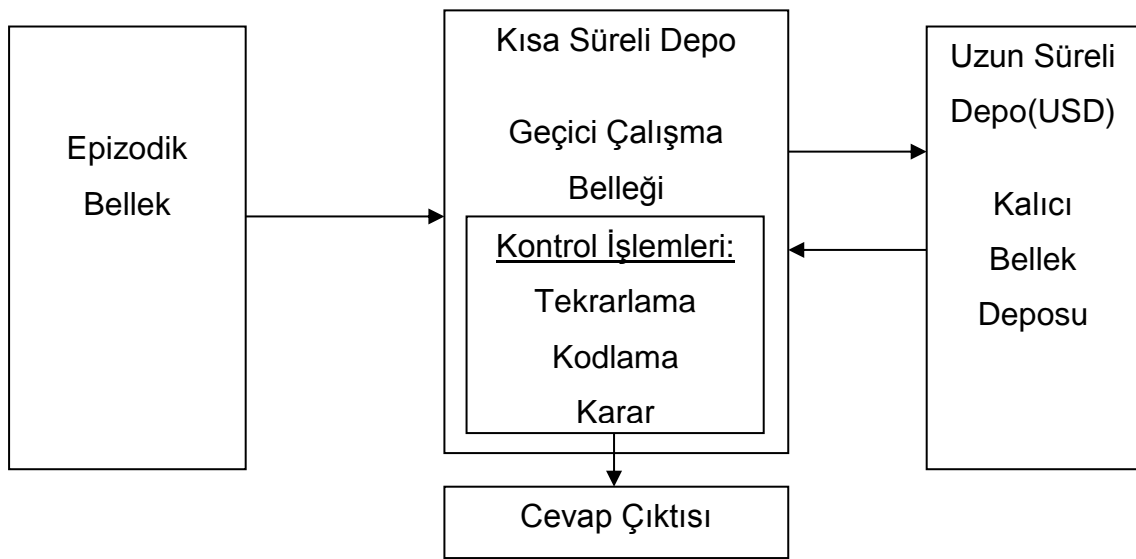 Epizodik
Bellek
Kısa Süreli Depo
Geçici Çalışma
Belleği
Kontrol İşlemleri:
Tekrarlama
Kodlama
Karar
Cevap Çıktısı
Uzun Süreli
Depo(USD)
Kalıcı
Bellek
Deposu